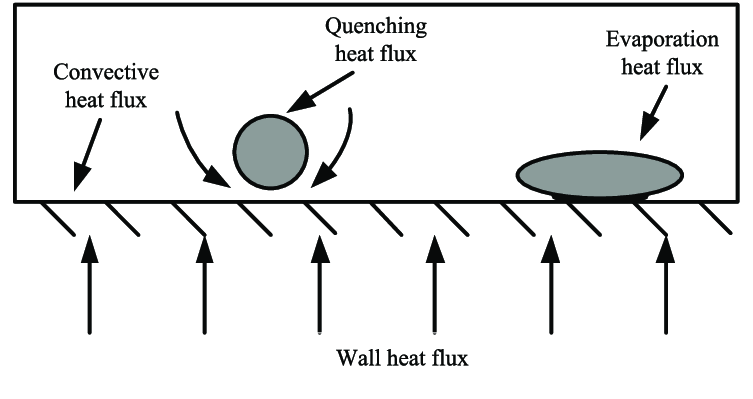 Quenching
heat flux
Evaporation
heat flux
Convective
heat flux
Wall heat flux